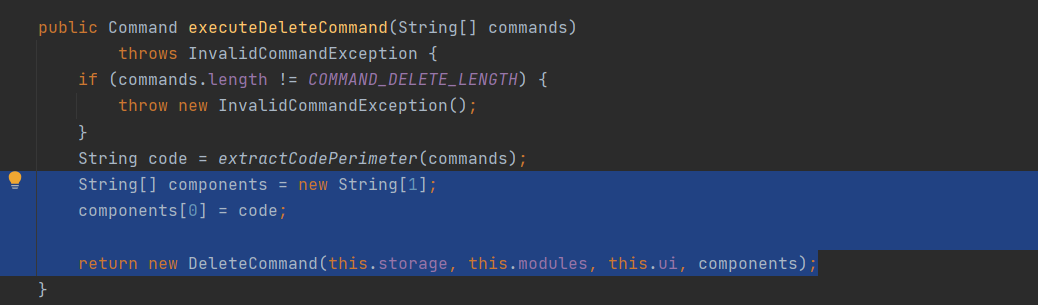 public Command executeDeleteCommand(String[] commands)
        throws InvalidCommandException {
    if (commands.length != COMMAND_DELETE_LENGTH) {
        throw new InvalidCommandException();
    }
    String code = extractCodePerimeter(commands);
    String[] components = new String[1];
    components[0] = code;

    return new DeleteCommand(this.storage, this.modules, this.ui, components);
}